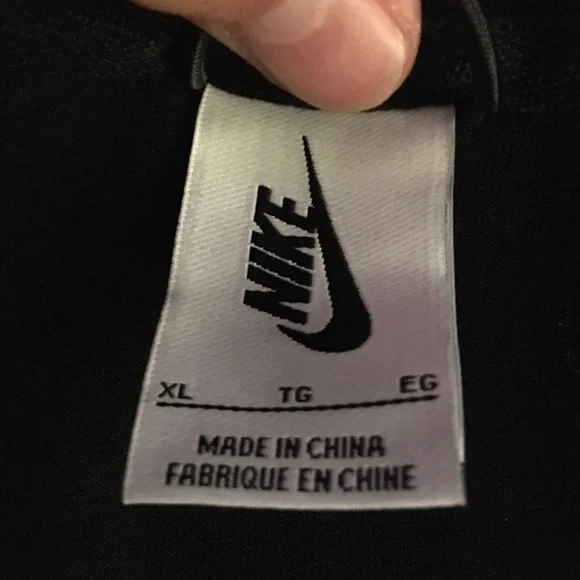 NIKE
XL TG EG
MADE IN CHINA
FABRIQUE EN CHINE